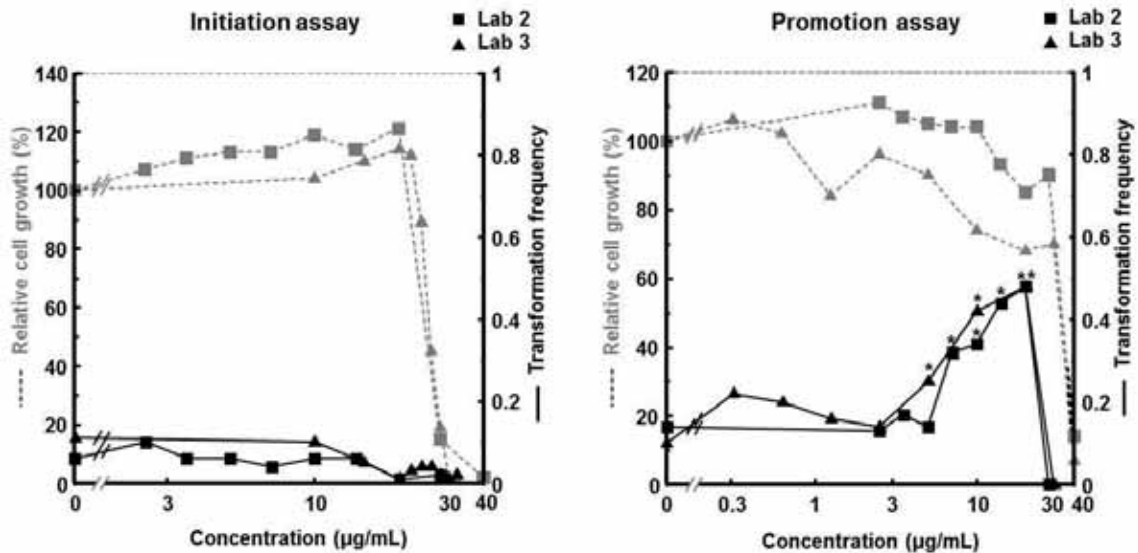 Initiation assay
■ Lab 2
▲ Lab 3
Relative cell growth (%)
140
120
100
80
60
40
20
0
1
0.8
0.6
0.4
0.2
0
Transformation frequency
0 3 10 30 40
Concentration (µg/mL)
Promotion assay
■ Lab 2
▲ Lab 3
Relative cell growth (%)
120
100
80
60
40
20
0
* * * * * **
1
0.8
0.6
0.4
0.2
0
Transformation frequency
0 0.3 1 3 10 30 40
Concentration (µg/mL)